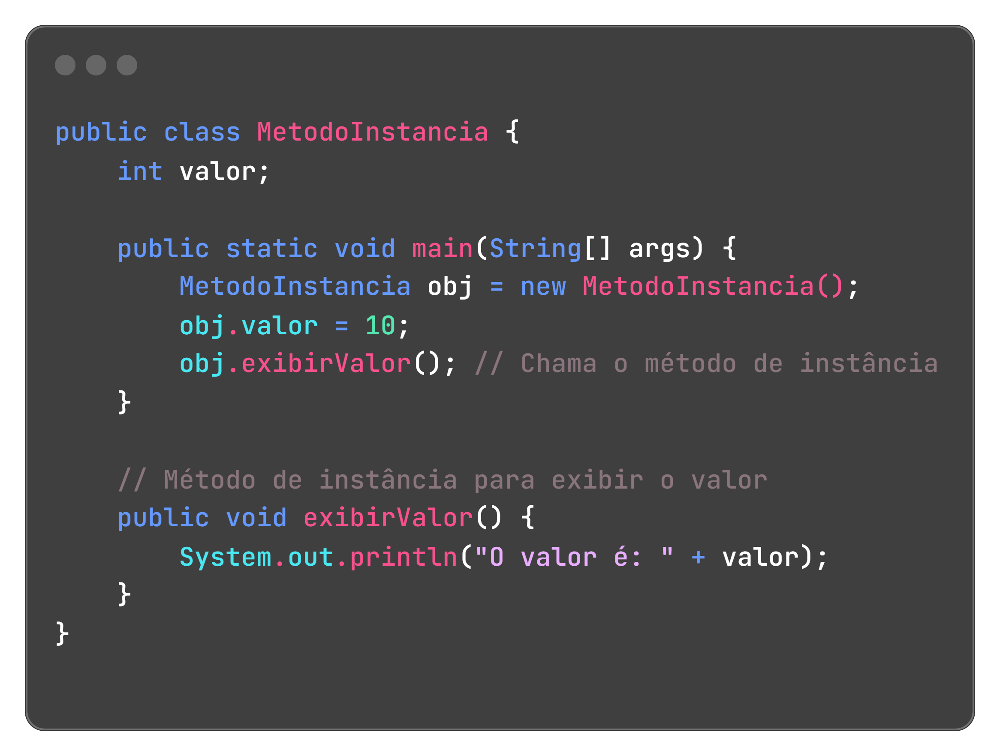 public class MetodoInstancia {
    int valor;

    public static void main(String[] args) {
        MetodoInstancia obj = new MetodoInstancia();
        obj.valor = 10;
        obj.exibirValor(); // Chama o método de instância
    }

    // Método de instância para exibir o valor
    public void exibirValor() {
        System.out.println("O valor é: " + valor);
    }
}